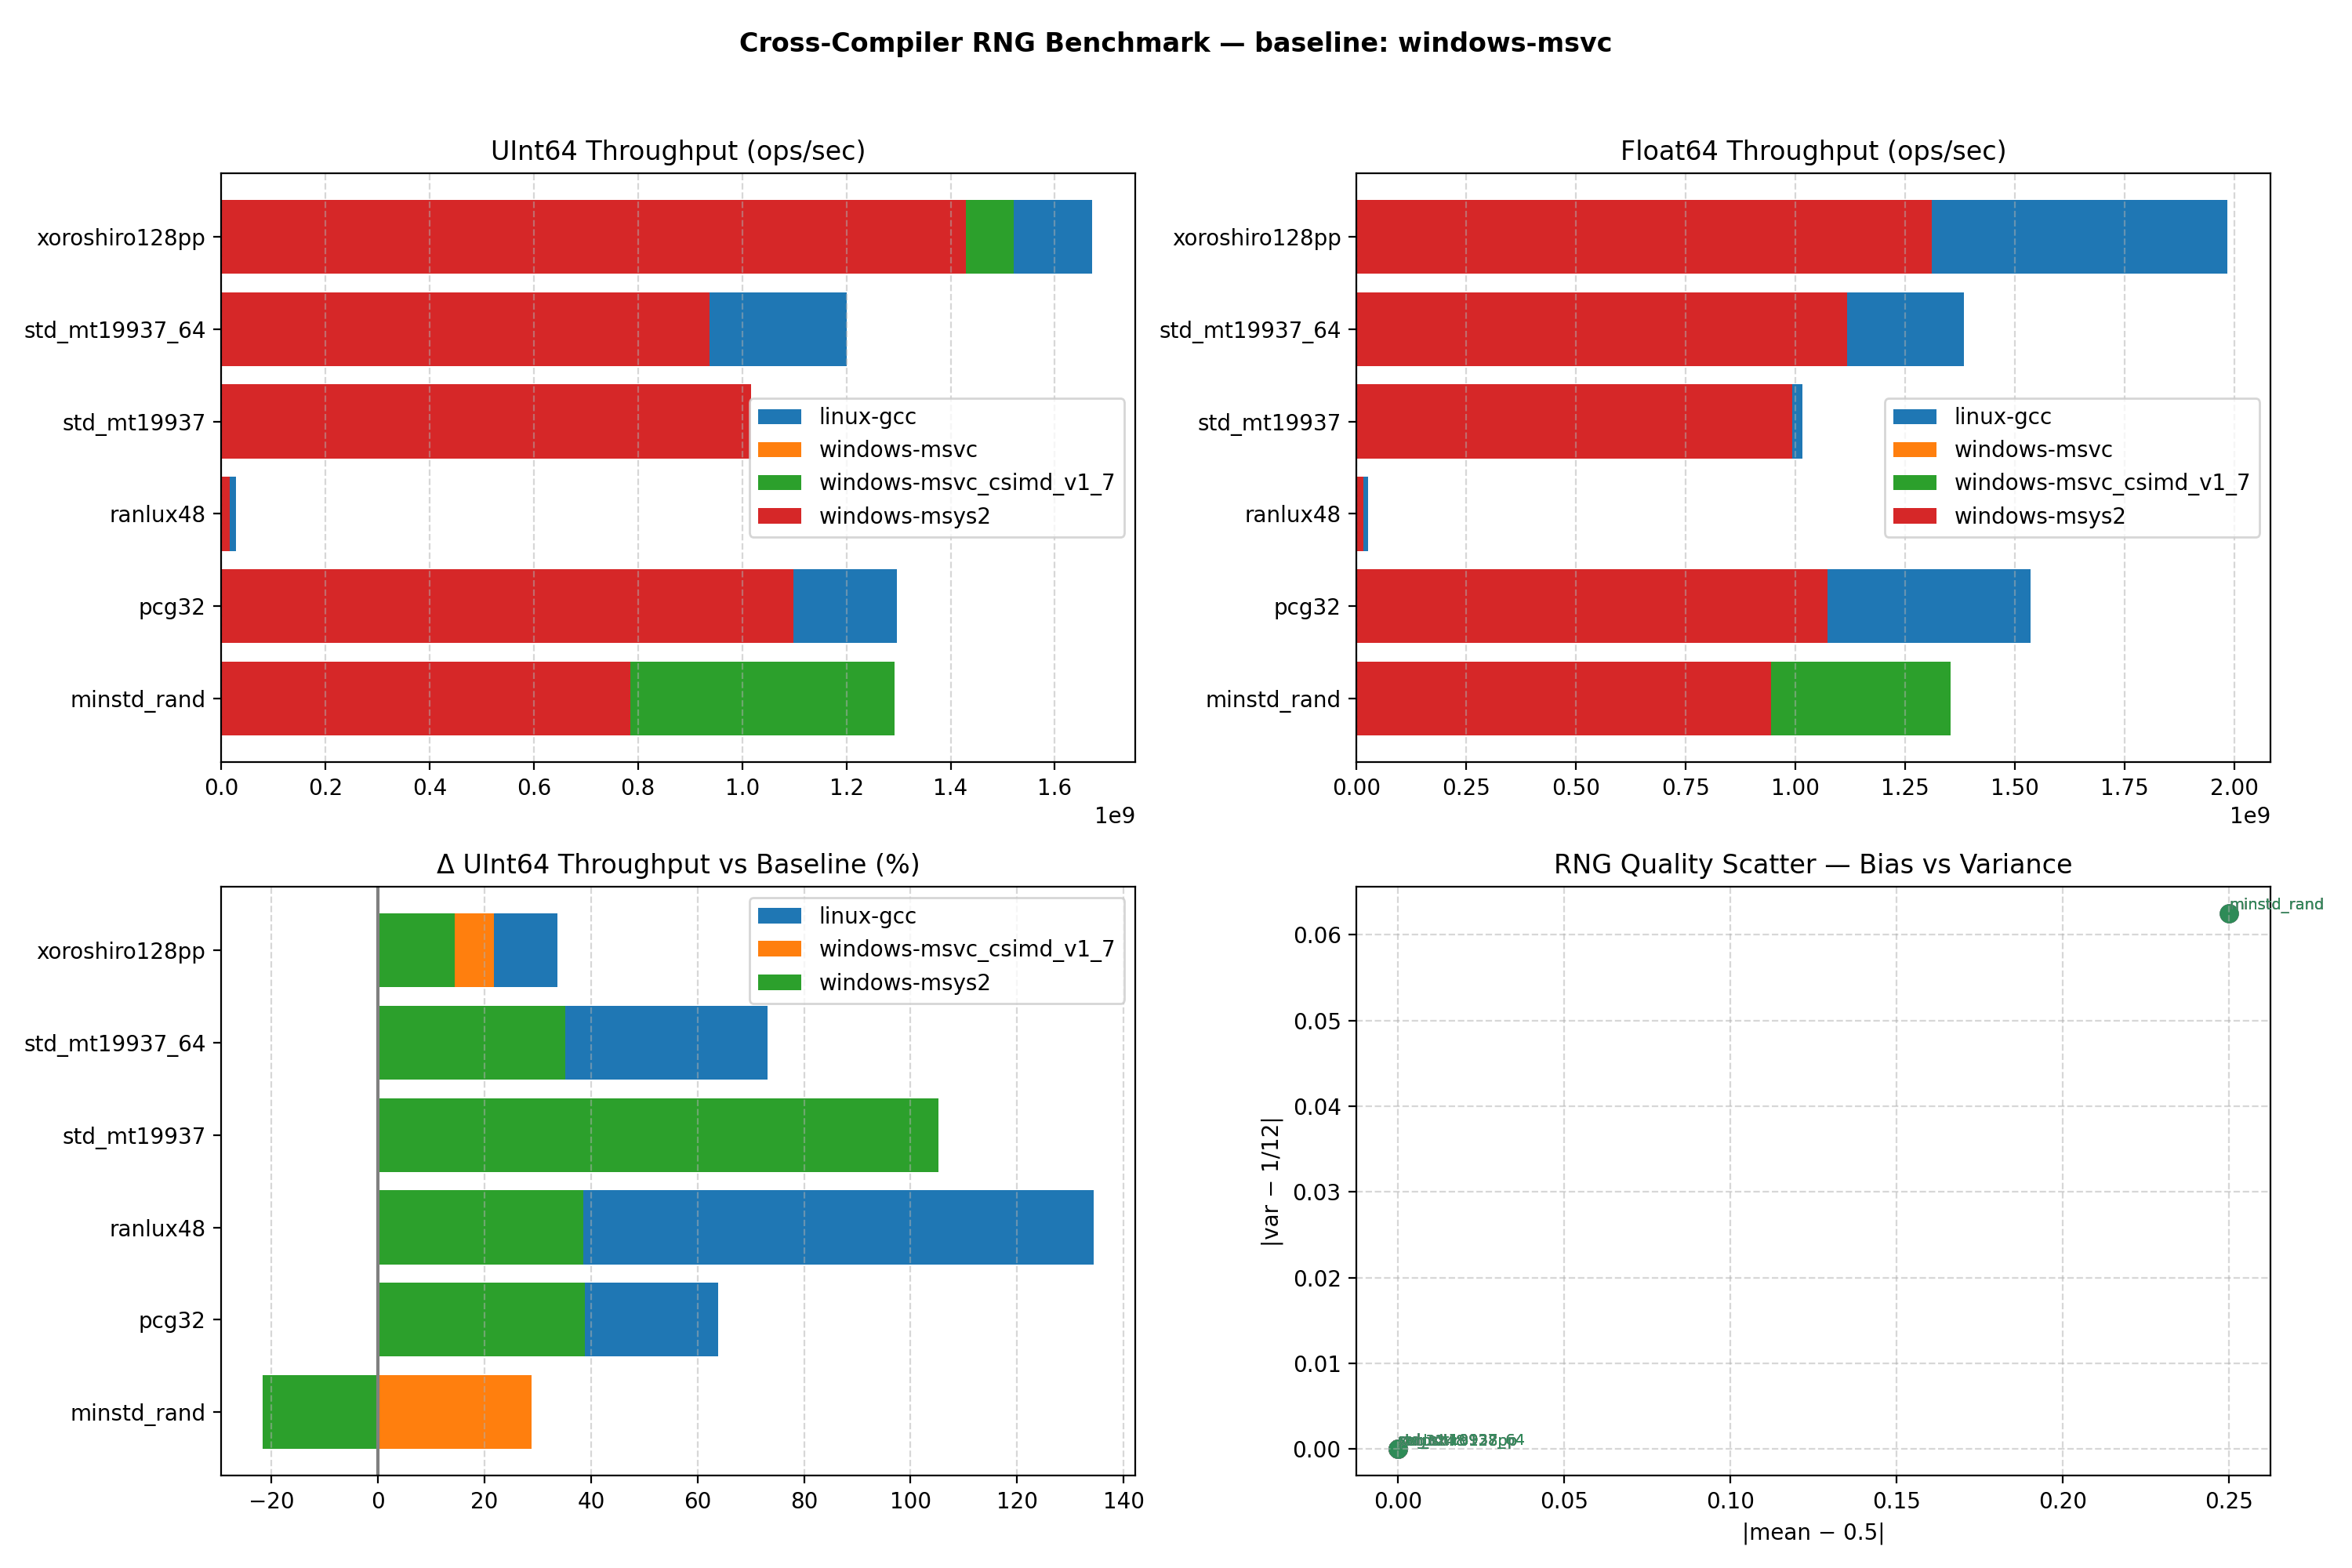 Cross-Compiler RNG Benchmark — baseline: windows-msvc
UInt64 Throughput (ops/sec)
xoroshiro128pp
std_mt19937_64
std_mt19937
ranlux48
pcg32
minstd_rand
linux-gcc
windows-msvc
windows-msvc_csimd_v1_7
windows-msys2
0.0 0.2 0.4 0.6 0.8 1.0 1.2 1.4 1.6
1e9
Float64 Throughput (ops/sec)
xoroshiro128pp
std_mt19937_64
std_mt19937
ranlux48
pcg32
minstd_rand
linux-gcc
windows-msvc
windows-msvc_csimd_v1_7
windows-msys2
0.00 0.25 0.50 0.75 1.00 1.25 1.50 1.75 2.00
1e9
Δ UInt64 Throughput vs Baseline (%)
xoroshiro128pp
std_mt19937_64
std_mt19937
ranlux48
pcg32
minstd_rand
linux-gcc
windows-msvc_csimd_v1_7
windows-msys2
−20 0 20 40 60 80 100 120 140
RNG Quality Scatter — Bias vs Variance
minstd_rand
|var − 1/12|
0.06
0.05
0.04
0.03
0.02
0.01
0.00
0.00 0.05 0.10 0.15 0.20 0.25
|mean − 0.5|